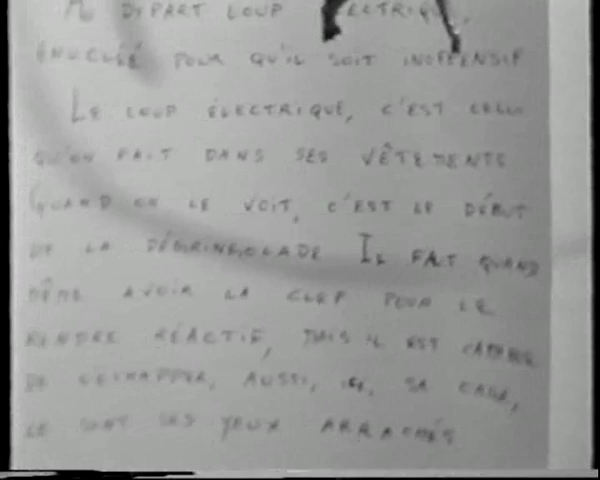 AU DÉPART LOUP ÉLECTRIQUE,
ÉNUCLÉÉ POUR QU'IL SOIT INOFFENSIF
LE LOUP ÉLECTRIQUE, C'EST CELUI
QU'ON FAIT DANS SES VÊTEMENTS
QUAND ON LE VOIT, C'EST LE DÉBUT
DE LA DÉGRINGOLADE IL FAUT QUAND
MÊME AVOIR LA CLEF POUR LE
RENDRE RÉACTIF, MAIS IL EST CAPABLE
DE S'ÉCHAPPER, AUSSI, ICI, SA CAGE,
CE SONT SES YEUX ARRACHÉS